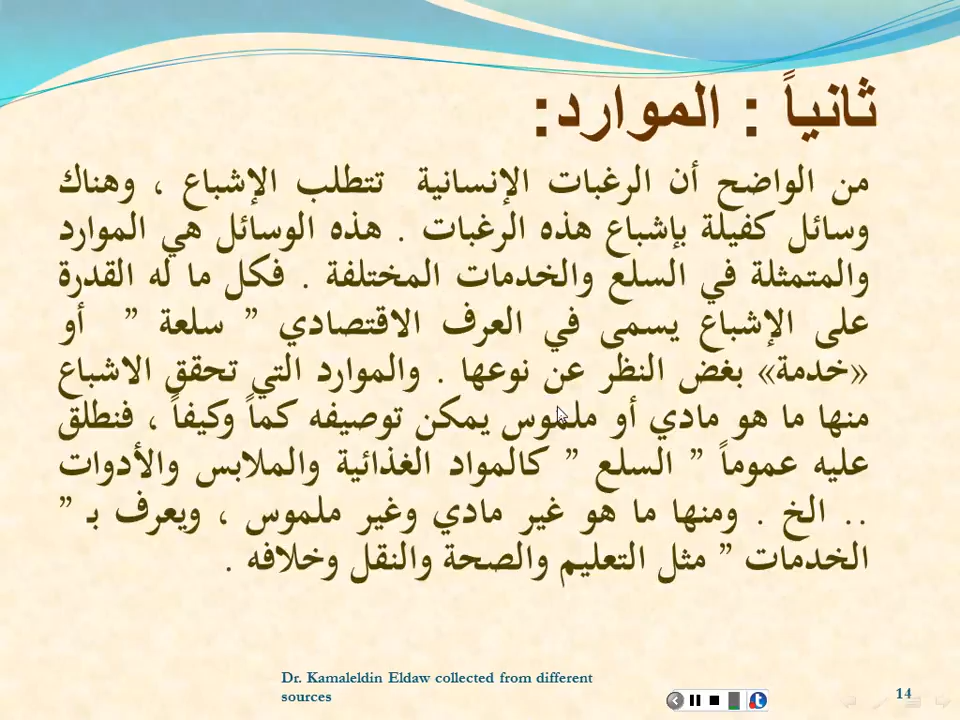 ثانياً : الموارد:
من الواضح أن الرغبات الإنسانية تتطلب الإشباع ، وهناك
وسائل كفيلة بإشباع هذه الرغبات . هذه الوسائل هي الموارد
والمتمثلة في السلع والخدمات المختلفة . فكل ما له القدرة
على الإشباع يسمى في العرف الاقتصادي ” سلعة ” أو
«خدمة» بغض النظر عن نوعها . والموارد التي تحقق الاشباع
منها ما هو مادي أو ملموس يمكن توصيفه كماً وكيفاً ، فنطلق
عليه عموماً ” السلع ” كالمواد الغذائية والملابس والأدوات
.. الخ . ومنها ما هو غير مادي وغير ملموس ، ويعرف بـ ”
الخدمات ” مثل التعليم والصحة والنقل وخلافه .
Dr. Kamaleldin Eldaw collected from different
sources
14